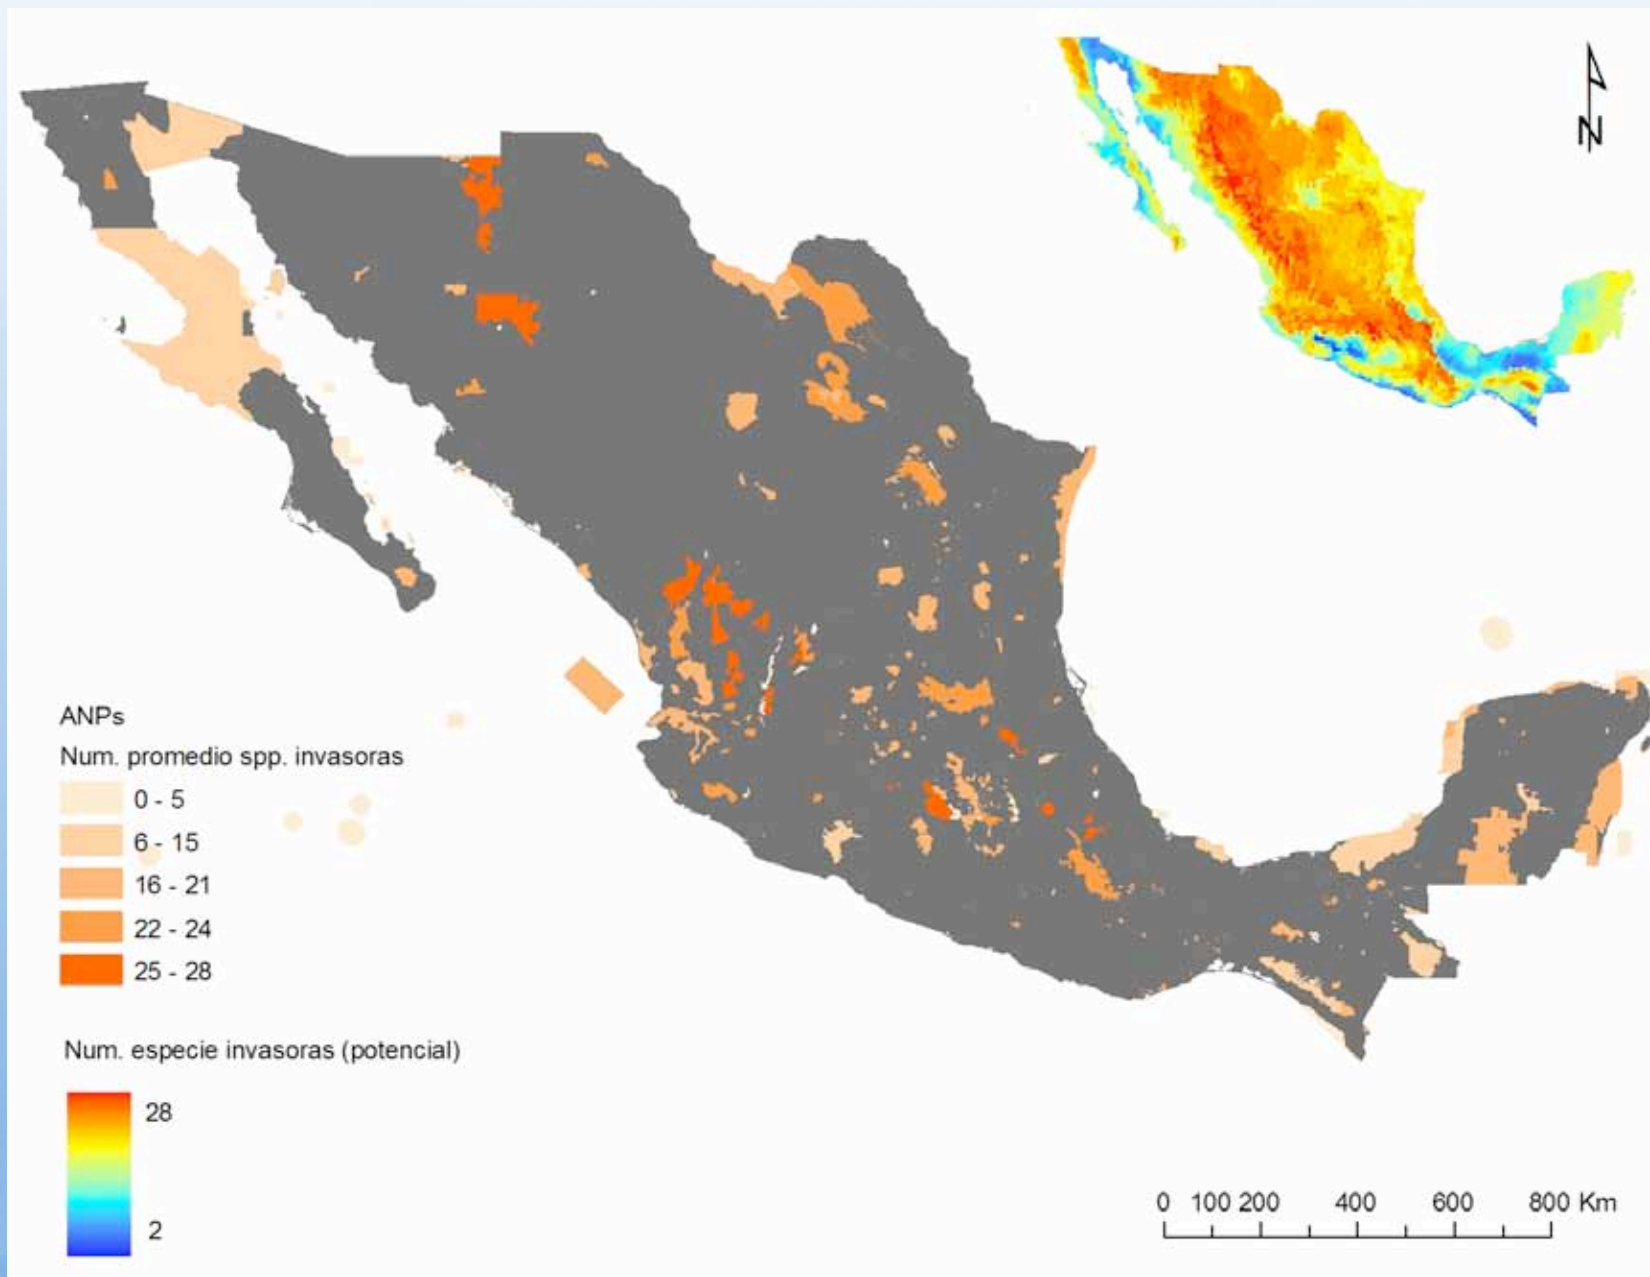 N
ANPs
Num. promedio spp. invasoras
0 - 5
6 - 15
16 - 21
22 - 24
25 - 28
Num. especie invasoras (potencial)
28
2
0 100 200 400 600 800 Km